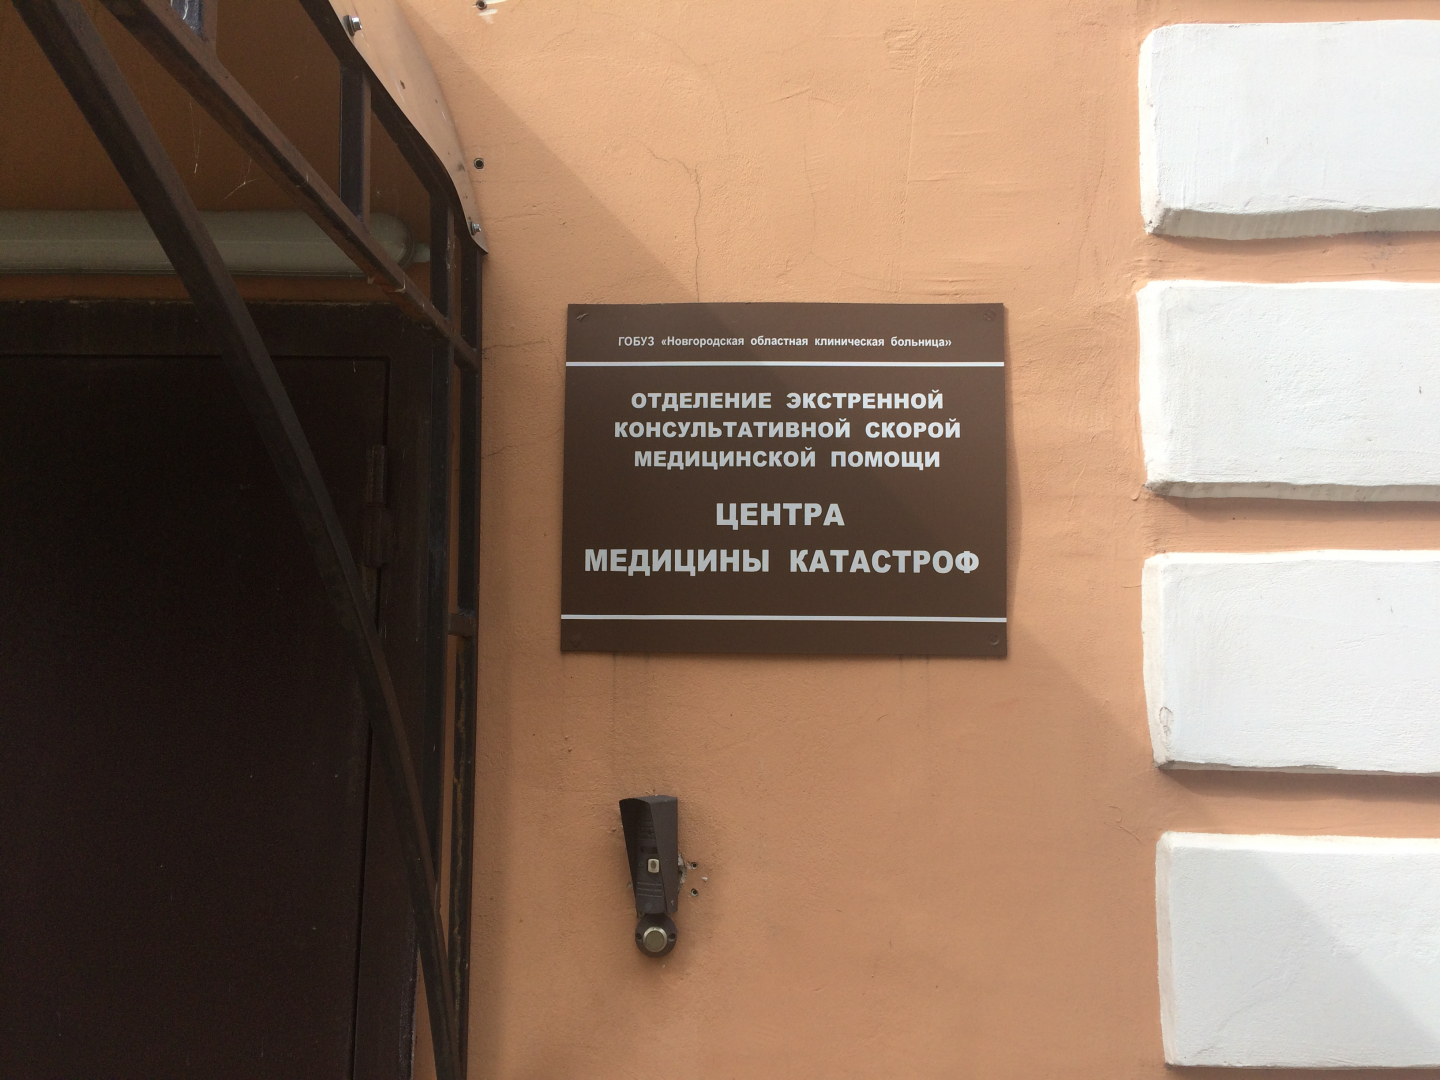 ГОБУЗ «Новгородская областная клиническая больница»
ОТДЕЛЕНИЕ ЭКСТРЕННОЙ
КОНСУЛЬТАТИВНОЙ СКОРОЙ
МЕДИЦИНСКОЙ ПОМОЩИ
ЦЕНТРА
МЕДИЦИНЫ КАТАСТРОФ